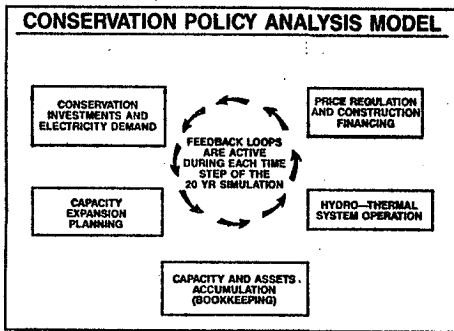 CONSERVATION POLICY ANALYSIS MODEL
CONSERVATION
INVESTMENTS AND
ELECTRICITY DEMAND
PRICE REGULATION
AND CONSTRUCTION
FINANCING
FEEDBACK LOOPS
ARE ACTIVE
DURING EACH TIME
STEP OF THE
20 YR SIMULATION
CAPACITY
EXPANSION
PLANNING
HYDRO—THERMAL
SYSTEM OPERATION
CAPACITY AND ASSETS
ACCUMULATION
(BOOKKEEPING)